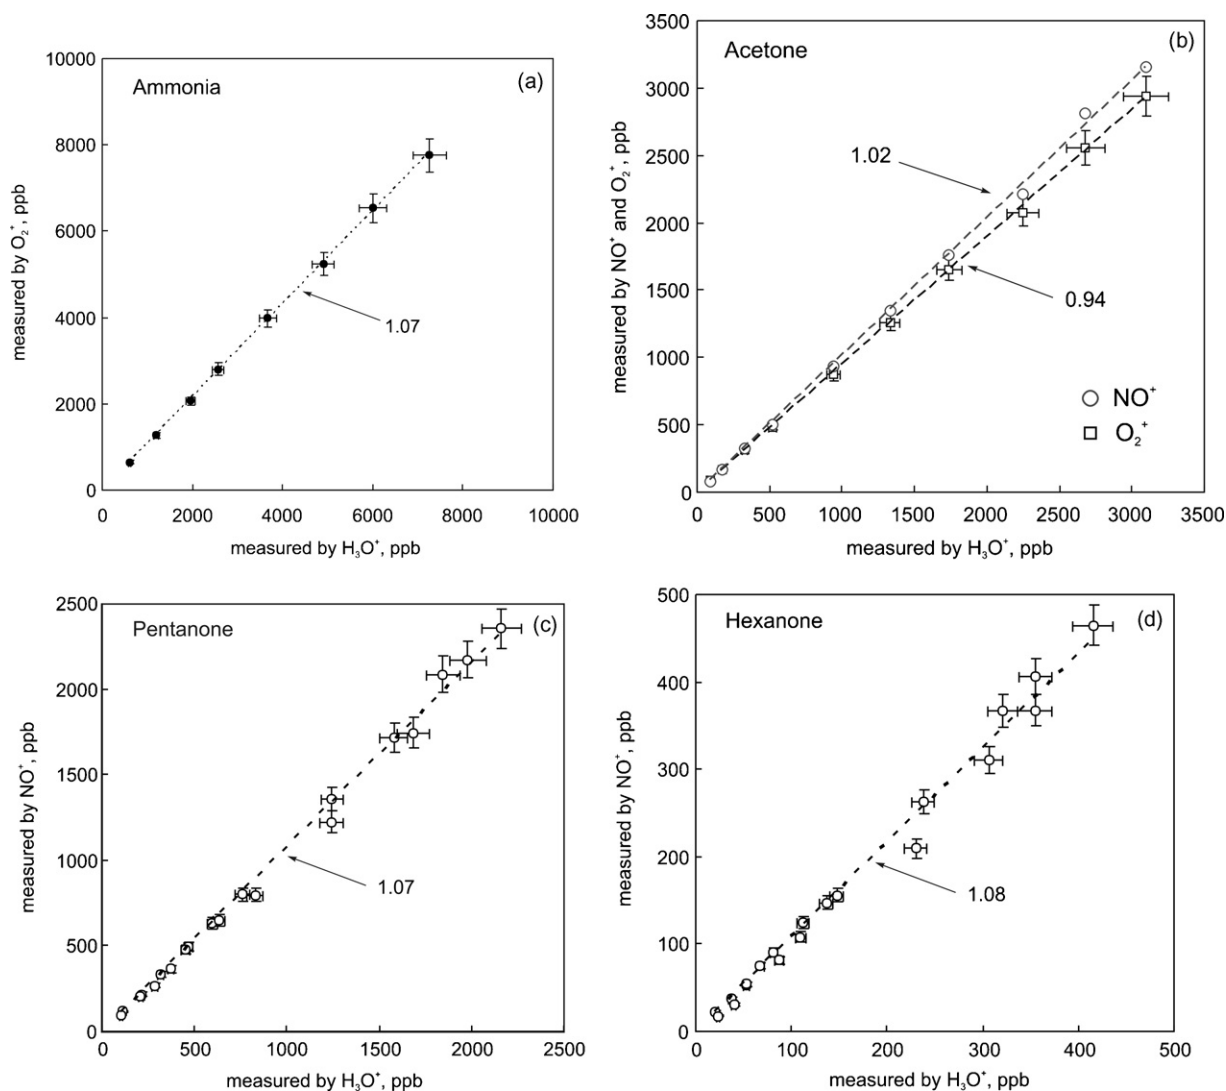 Ammonia
(a)
measured by O₂⁺, ppb
10000
8000
6000
4000
2000
0
1.07
0 2000 4000 6000 8000 10000
measured by H₃O⁺, ppb
Acetone
(b)
measured by NO⁺ and O₂⁺, ppb
3500
3000
2500
2000
1500
1000
500
0
1.02
0.94
NO⁺
O₂⁺
0 500 1000 1500 2000 2500 3000 3500
measured by H₃O⁺, ppb
Pentanone
(c)
measured by NO⁺, ppb
2500
2000
1500
1000
500
0
1.07
0 500 1000 1500 2000 2500
measured by H₃O⁺, ppb
Hexanone
(d)
measured by NO⁺, ppb
500
400
300
200
100
0
1.08
0 100 200 300 400 500
measured by H₃O⁺, ppb